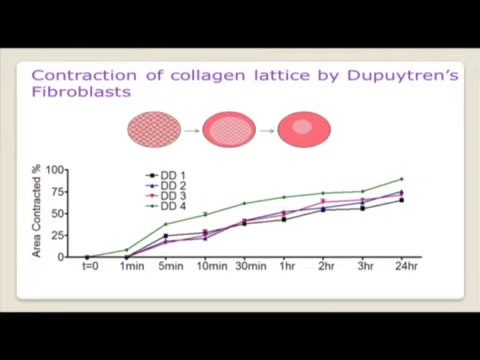 Contraction of collagen lattice by Dupuytren's
Fibroblasts
Area Contracted %
100
75
50
25
0
DD 1
DD 2
DD 3
DD 4
t=0 1min 5min 10min 30min 1hr 2hr 3hr 24hr